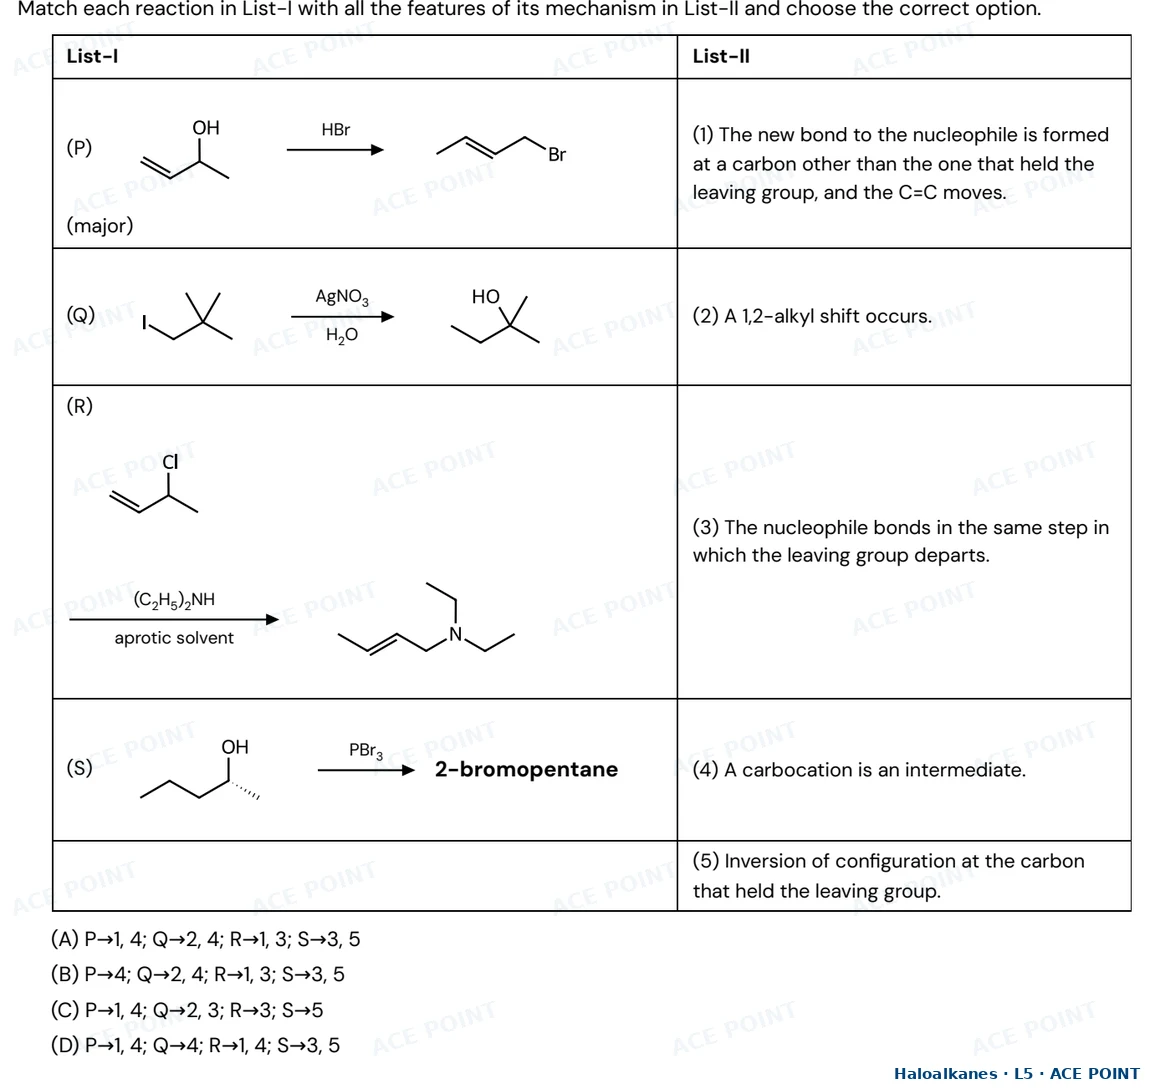 Match each reaction in List-I with all the features of its mechanism in List-II and choose the correct option.
List-I
List-II
(P)
OH
HBr
Br
(major)
(1) The new bond to the nucleophile is formed
at a carbon other than the one that held the
leaving group, and the C=C moves.
(Q)
I
AgNO₃
H₂O
HO
(2) A 1,2-alkyl shift occurs.
(R)
Cl
(C₂H₅)₂NH
aprotic solvent
N
(3) The nucleophile bonds in the same step in
which the leaving group departs.
(S)
OH
PBr₃
2-bromopentane
(4) A carbocation is an intermediate.
(5) Inversion of configuration at the carbon
that held the leaving group.
(A) P→1, 4; Q→2, 4; R→1, 3; S→3, 5
(B) P→4; Q→2, 4; R→1, 3; S→3, 5
(C) P→1, 4; Q→2, 3; R→3; S→5
(D) P→1, 4; Q→4; R→1, 4; S→3, 5
Haloalkanes · L5 · ACE POINT